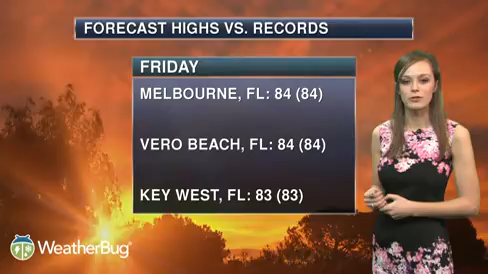 FORECAST HIGHS VS. RECORDS
FRIDAY
MELBOURNE, FL: 84 (84)
VERO BEACH, FL: 84 (84)
KEY WEST, FL: 83 (83)
WeatherBug